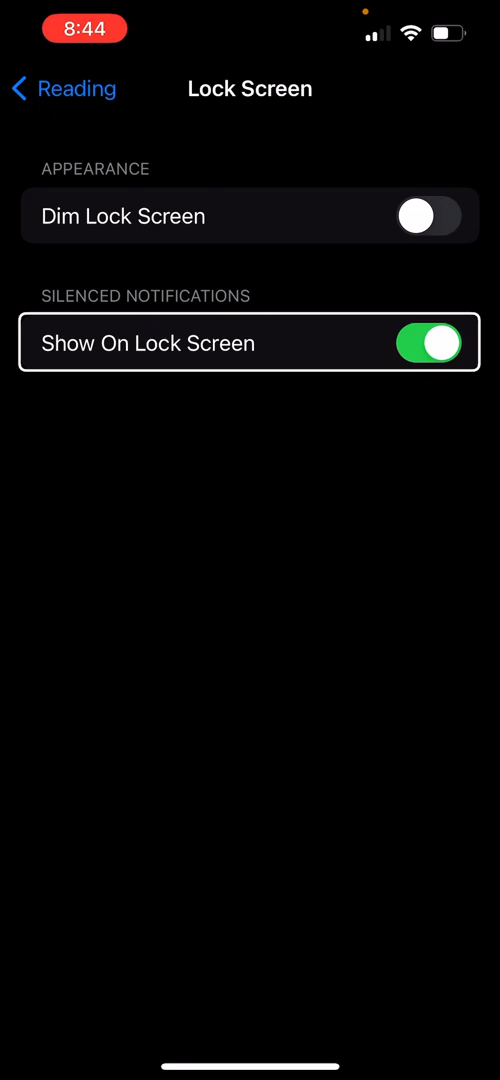 8:44
Reading
Lock Screen
APPEARANCE
Dim Lock Screen
SILENCED NOTIFICATIONS
Show On Lock Screen